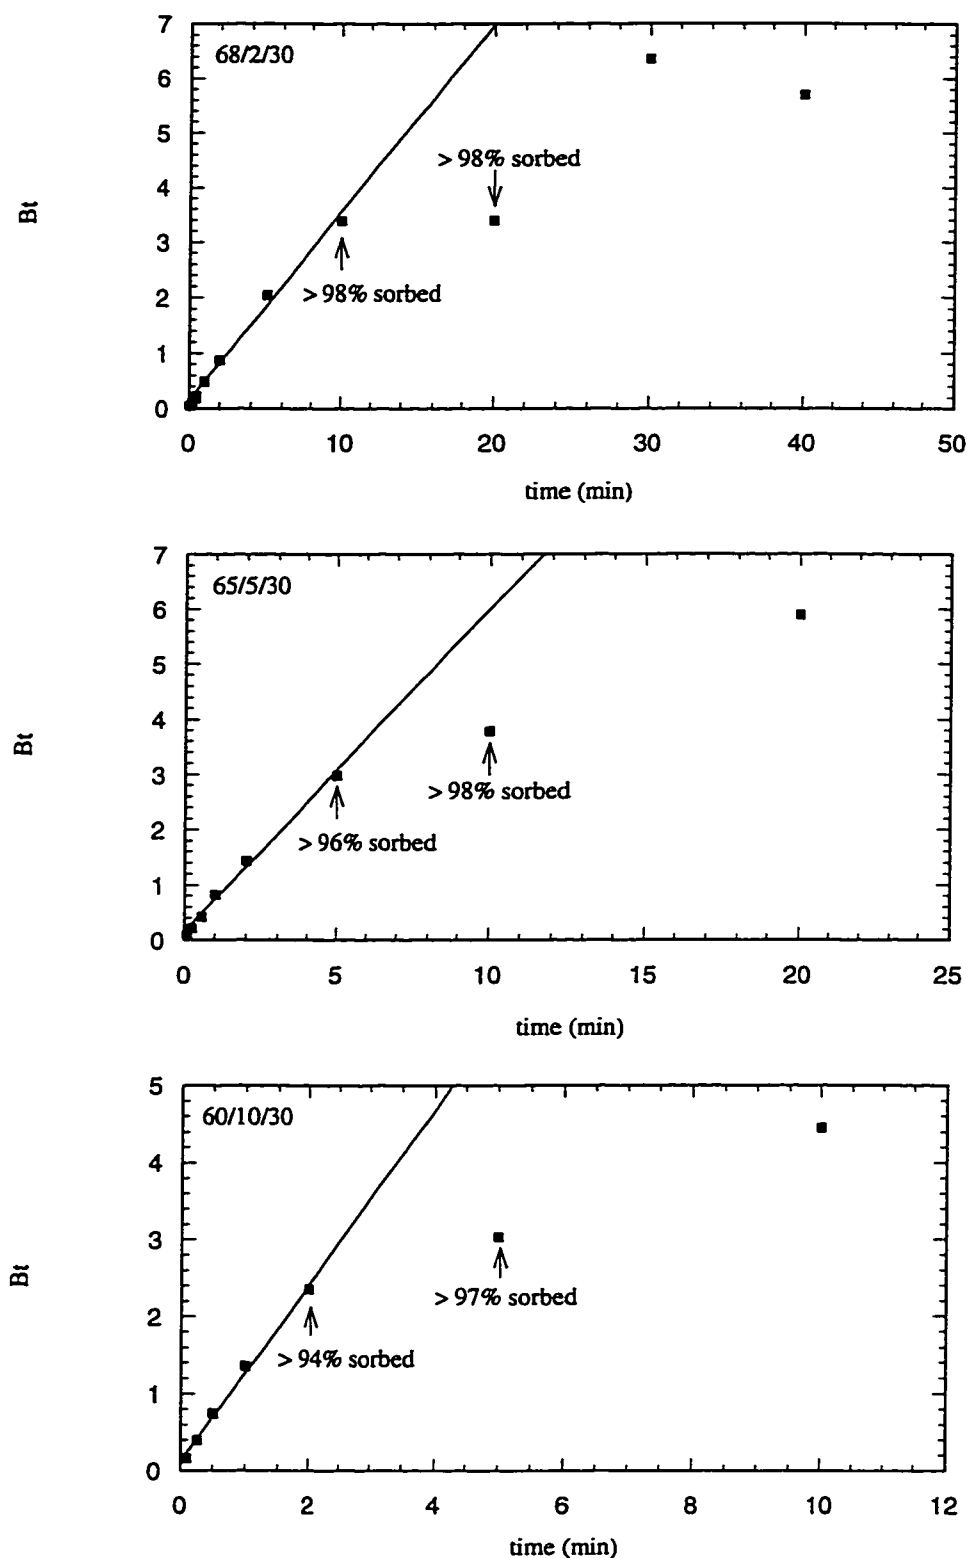 7
68/2/30
6
5
> 98% sorbed
4
Bt
3
> 98% sorbed
2
1
0
0 10 20 30 40 50
time (min)
7
65/5/30
6
5
4
Bt
3
> 98% sorbed
> 96% sorbed
2
1
0
0 5 10 15 20 25
time (min)
5
60/10/30
4
3
Bt
> 97% sorbed
2
> 94% sorbed
1
0
0 2 4 6 8 10 12
time (min)